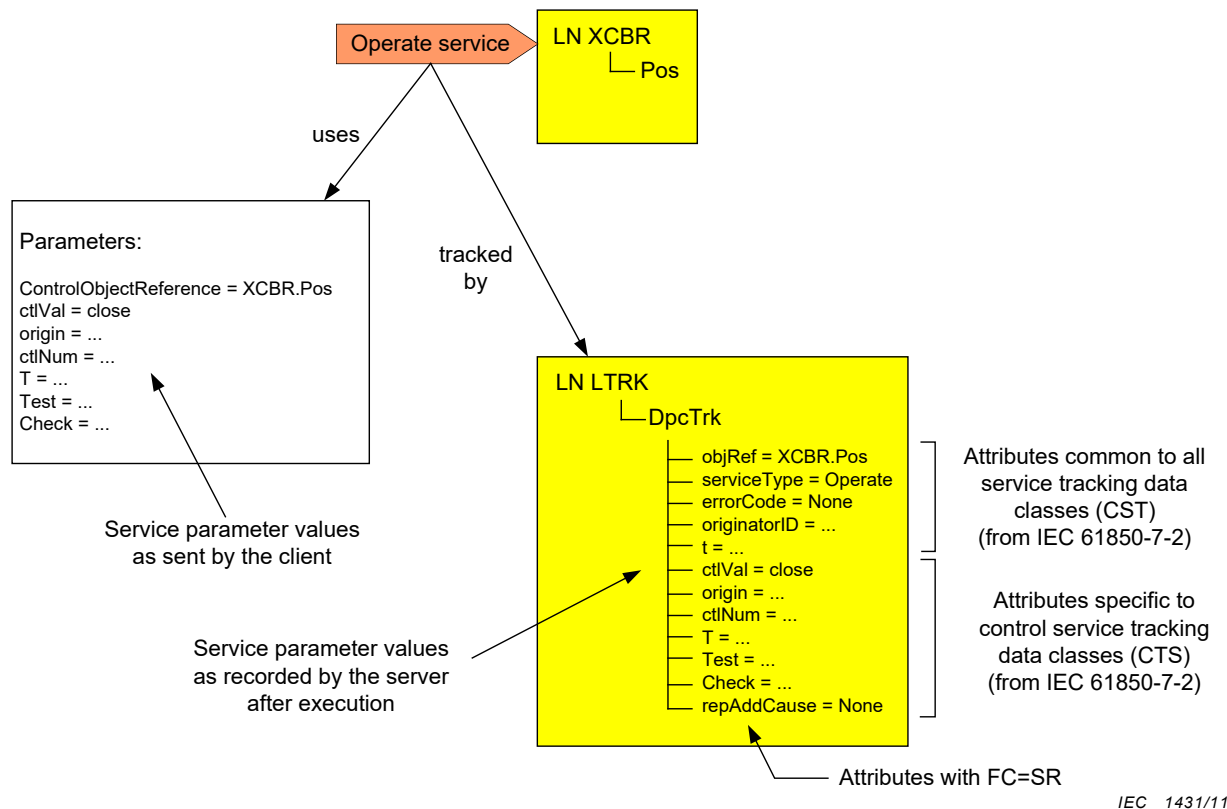 Operate service
LN XCBR
Pos
uses
Parameters:
ControlObjectReference = XCBR.Pos
ctlVal = close
origin = ...
ctlNum = ...
T = ...
Test = ...
Check = ...
tracked
by
Service parameter values
as sent by the client
LN LTRK
DpcTrk
objRef = XCBR.Pos
serviceType = Operate
errorCode = None
originatorID = ...
t = ...
ctlVal = close
origin = ...
ctlNum = ...
T = ...
Test = ...
Check = ...
repAddCause = None
Attributes common to all
service tracking data
classes (CST)
(from IEC 61850-7-2)
Attributes specific to
control service tracking
data classes (CTS)
(from IEC 61850-7-2)
Service parameter values
as recorded by the server
after execution
Attributes with FC=SR
IEC 1431/11